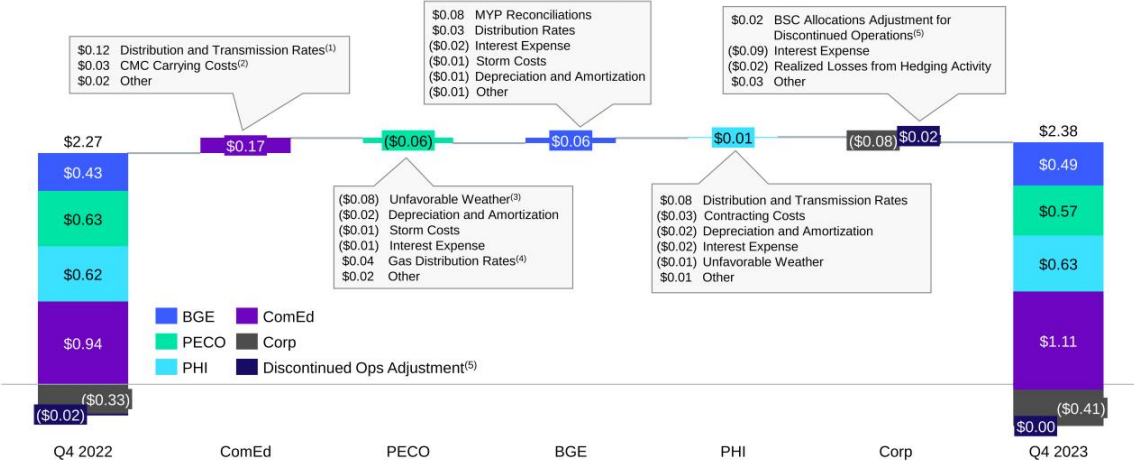 $0.12 Distribution and Transmission Rates(1)
$0.03 CMC Carrying Costs(2)
$0.02 Other
$0.08 MYP Reconciliations
$0.03 Distribution Rates
($0.02) Interest Expense
($0.01) Storm Costs
($0.01) Depreciation and Amortization
($0.01) Other
$0.02 BSC Allocations Adjustment for
Discontinued Operations(5)
($0.09) Interest Expense
($0.02) Realized Losses from Hedging Activity
$0.03 Other
$2.27
$0.43
$0.63
$0.62
$0.94
($0.33)
($0.02)
$0.17
($0.06)
$0.06
$0.01
($0.08)
$0.02
$2.38
$0.49
$0.57
$0.63
$1.11
($0.41)
$0.00
($0.08) Unfavorable Weather(3)
($0.02) Depreciation and Amortization
($0.01) Storm Costs
($0.01) Interest Expense
$0.04 Gas Distribution Rates(4)
$0.02 Other
$0.08 Distribution and Transmission Rates
($0.03) Contracting Costs
($0.02) Depreciation and Amortization
($0.02) Interest Expense
($0.01) Unfavorable Weather
$0.01 Other
BGE ComEd
PECO Corp
PHI Discontinued Ops Adjustment(5)
Q4 2022 ComEd PECO BGE PHI Corp Q4 2023